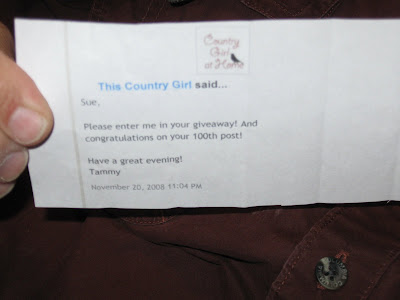 Country
Girl
at Home
This Country Girl said...
Sue,
Please enter me in your giveaway! And
congratulations on your 100th post!
Have a great evening!
Tammy
November 20, 2008 11:04 PM